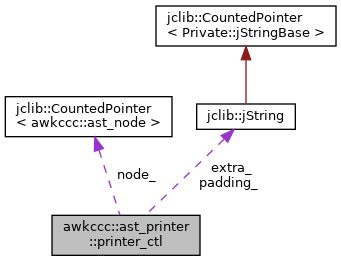 jclib::CountedPointer
< Private::jStringBase >
jclib::CountedPointer
< awkccc::ast_node >
jclib::jString
node_
extra_
padding_
awkccc::ast_printer
::printer_ctl